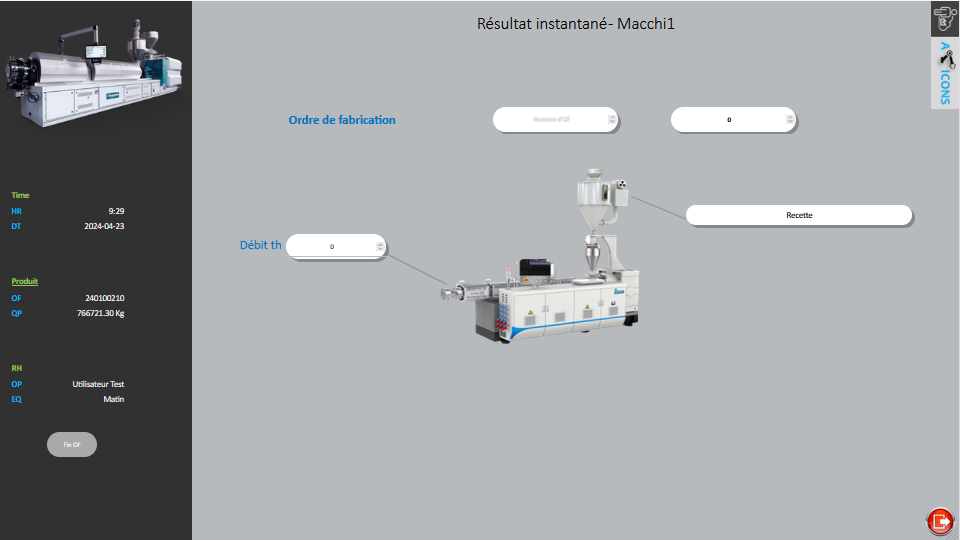 Résultat instantané- Macchi1
Ordre de fabrication
Numéro d'OF
0
Time
HR 9:29
DT 2024-04-23
Recette
Débit th 0
Produit
OF 240100210
QP 766721.30 Kg
RH
OP Utilisateur Test
EQ Matin
Fin OF
ICONS